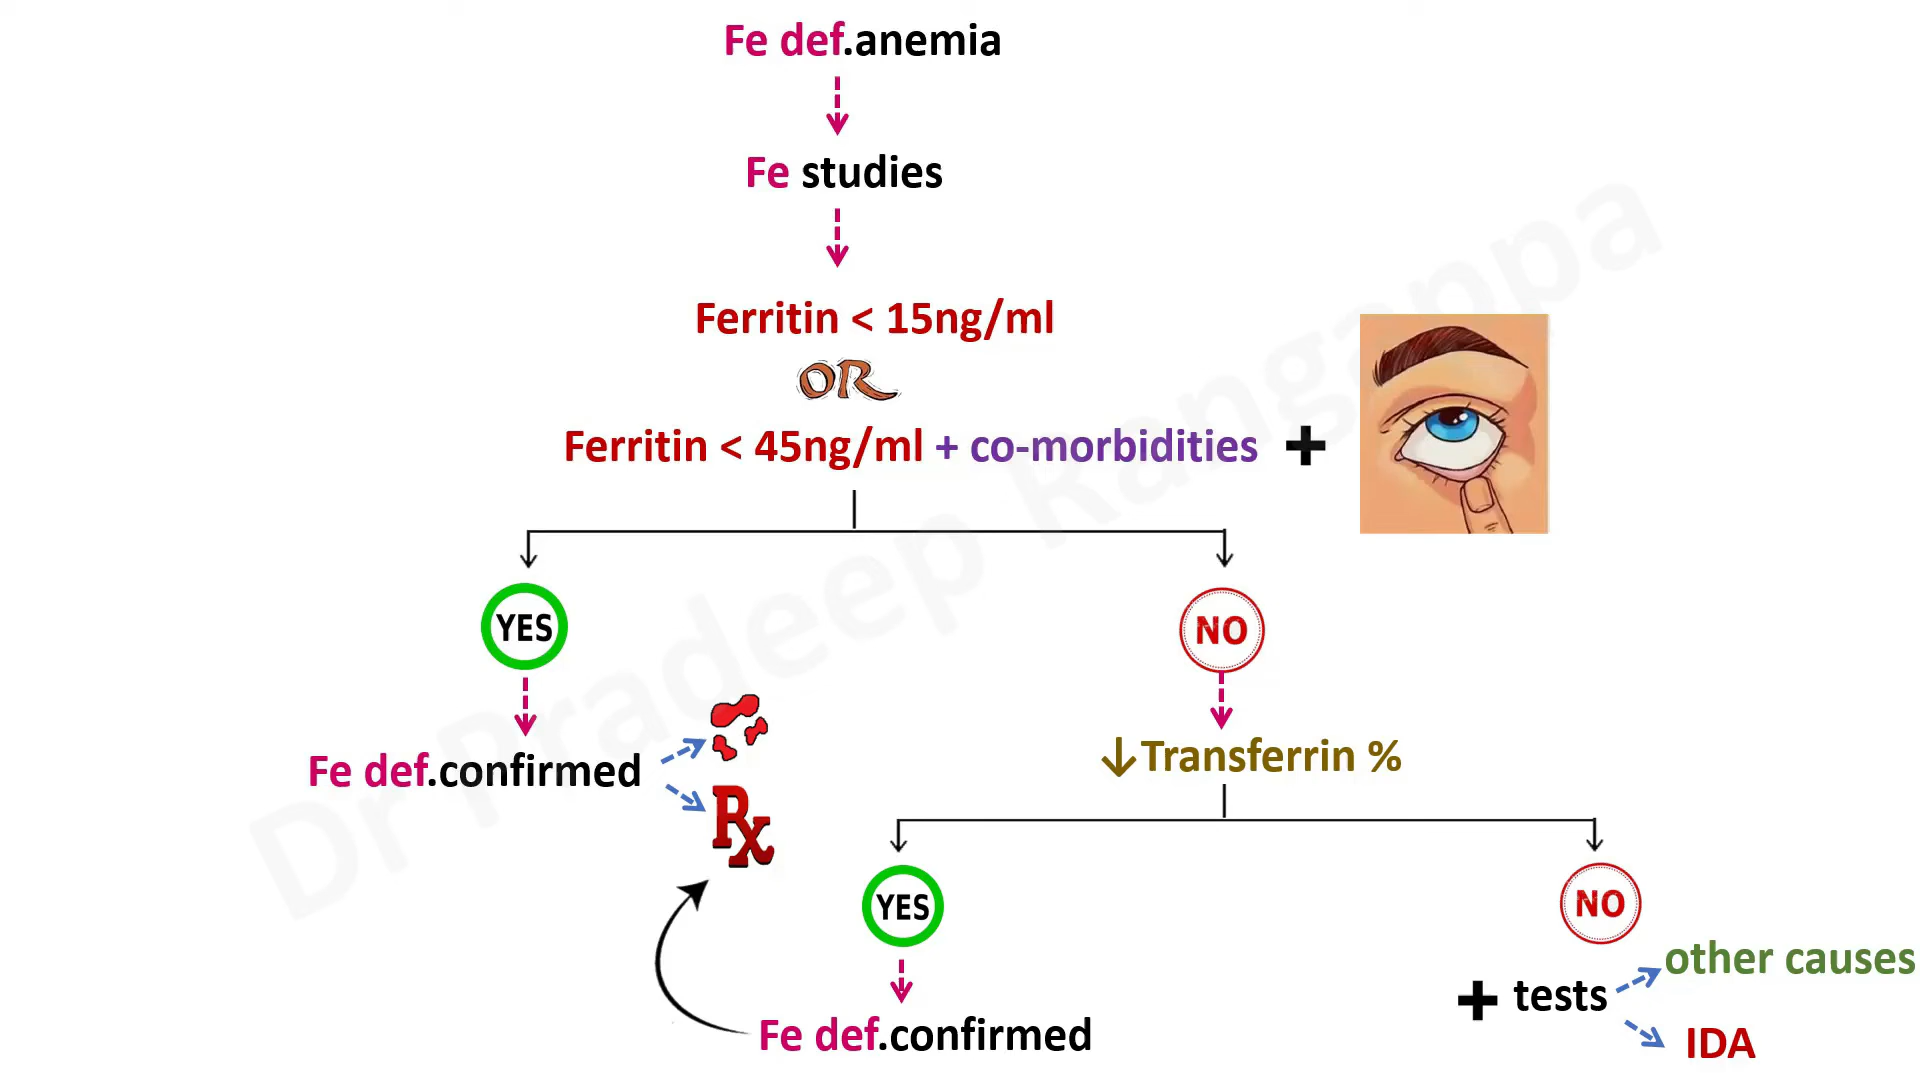 Fe def.anemia
Fe studies
Ferritin < 15ng/ml
OR
Ferritin < 45ng/ml + co-morbidities +
YES
NO
Fe def.confirmed
Rx
↓Transferrin %
YES
NO
Fe def.confirmed
+ tests
other causes
IDA
Dr Pradeep Kangappa